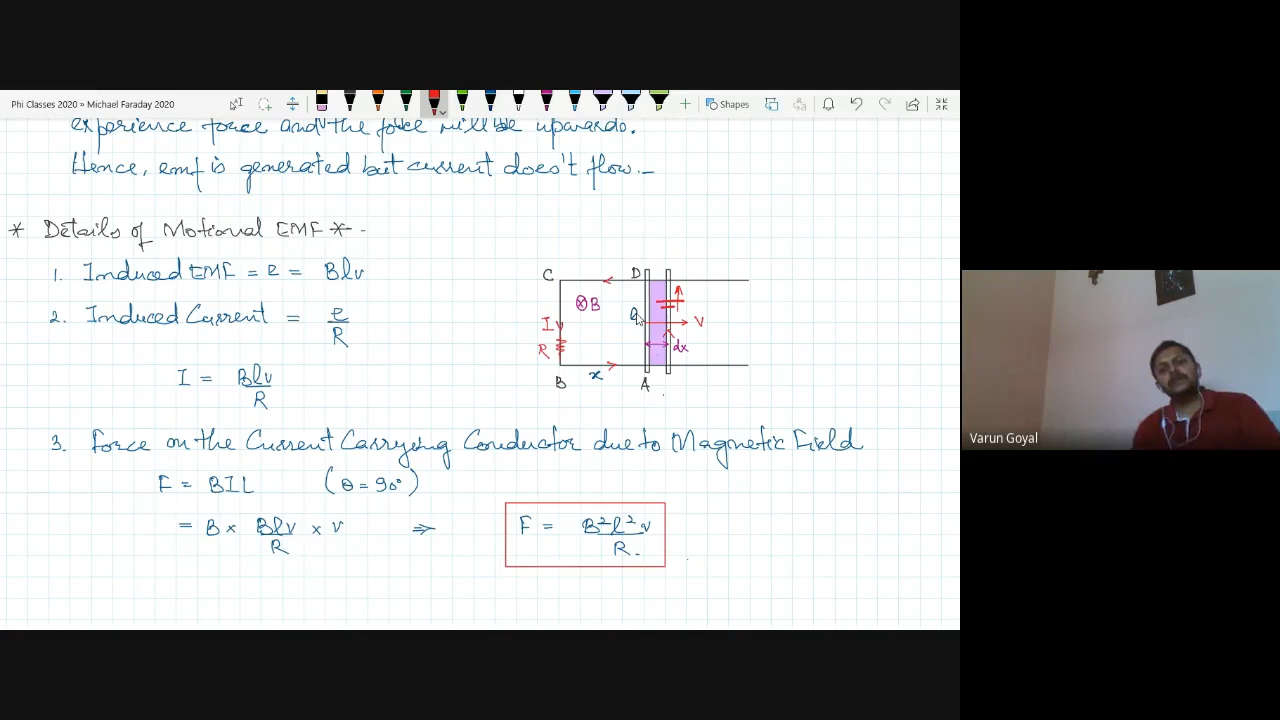 Phi Classes 2020 » Michael Faraday 2020
Shapes
experience force and the force will be upwards.
Hence, emf is generated but current does't flow.
* Details of Motional EMF * -
1. Induced EMF = e = Blv
2. Induced Current = e/R
I = Blv/R
C D
⊗B
l
I
V
R
dx
B x A
3. Force on the Current Carrying Conductor due to Magnetic Field
F = BIL (θ = 90°)
= B × Blv/R × v ⇒ F = B²l²v/R.
Varun Goyal